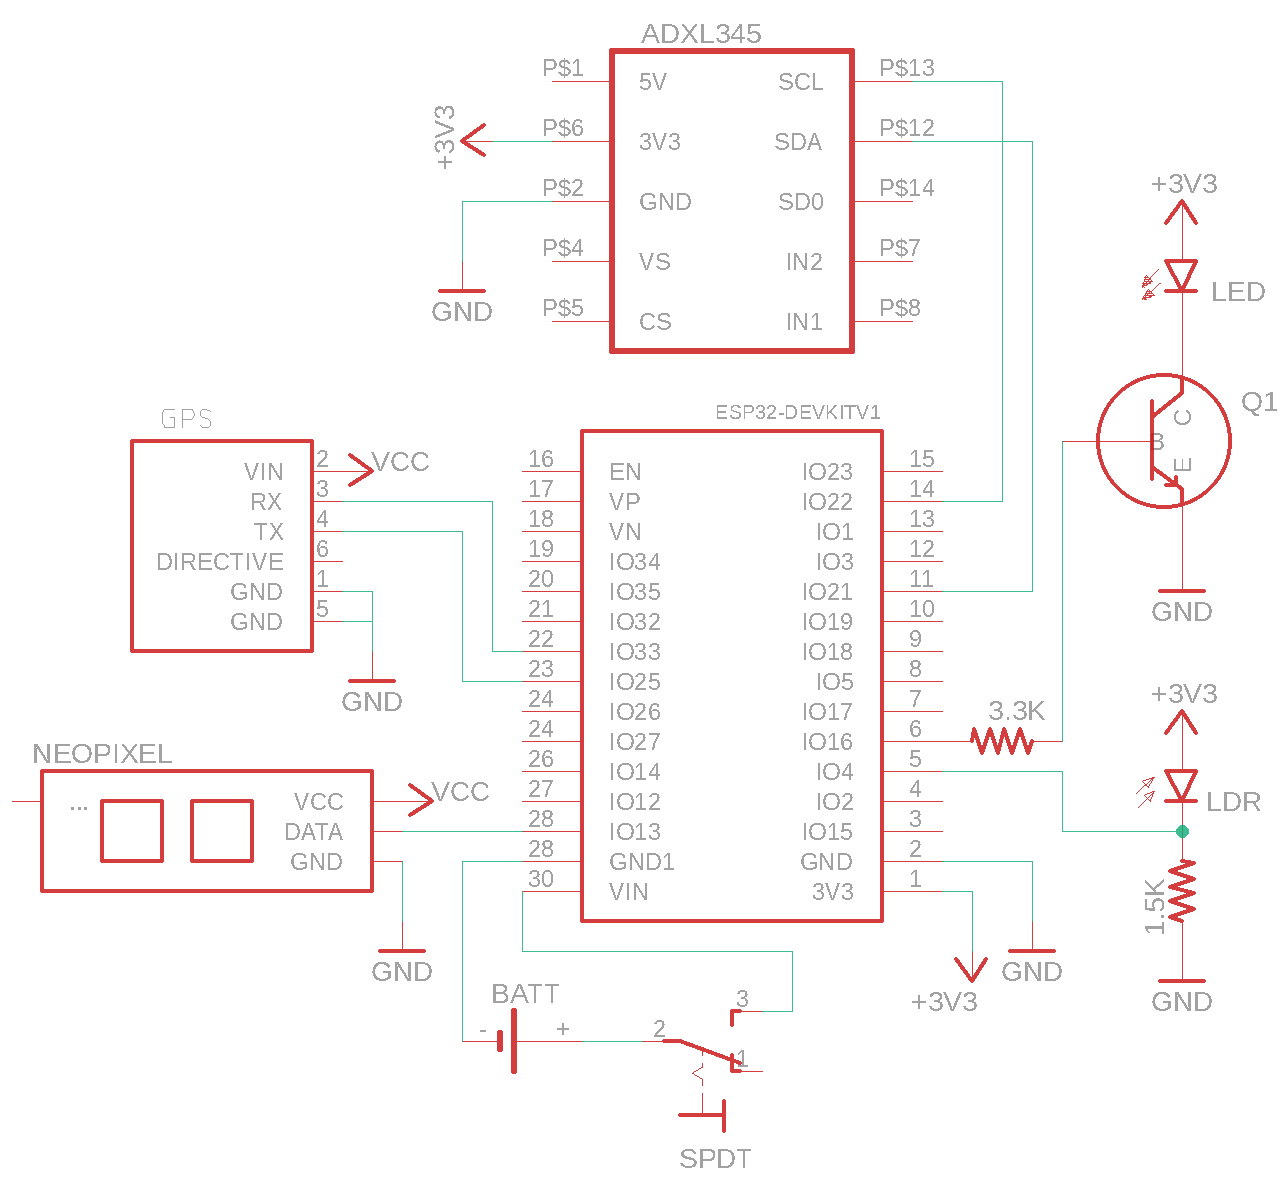 ADXL345
P$1 5V SCL P$13
+3V3 P$6 3V3 SDA P$12
P$2 GND SD0 P$14
P$4 VS IN2 P$7
P$5 CS IN1 P$8
GND
+3V3
LED
Q1
C
B
E
GND
GPS
VIN 2 VCC
RX 3
TX 4
DIRECTIVE 6
GND 1
GND 5
GND
ESP32-DEVKITV1
16 EN IO23 15
17 VP IO22 14
18 VN IO1 13
19 IO34 IO3 12
20 IO35 IO21 11
21 IO32 IO19 10
22 IO33 IO18 9
23 IO25 IO5 8
24 IO26 IO17 7
24 IO27 IO16 6
26 IO14 IO4 5
27 IO12 IO2 4
28 IO13 IO15 3
28 GND1 GND 2
30 VIN 3V3 1
3.3K
+3V3
LDR
1.5K
GND
NEOPIXEL
... VCC VCC
DATA
GND
GND
+3V3
GND
BATT
- +
2
3
1
SPDT